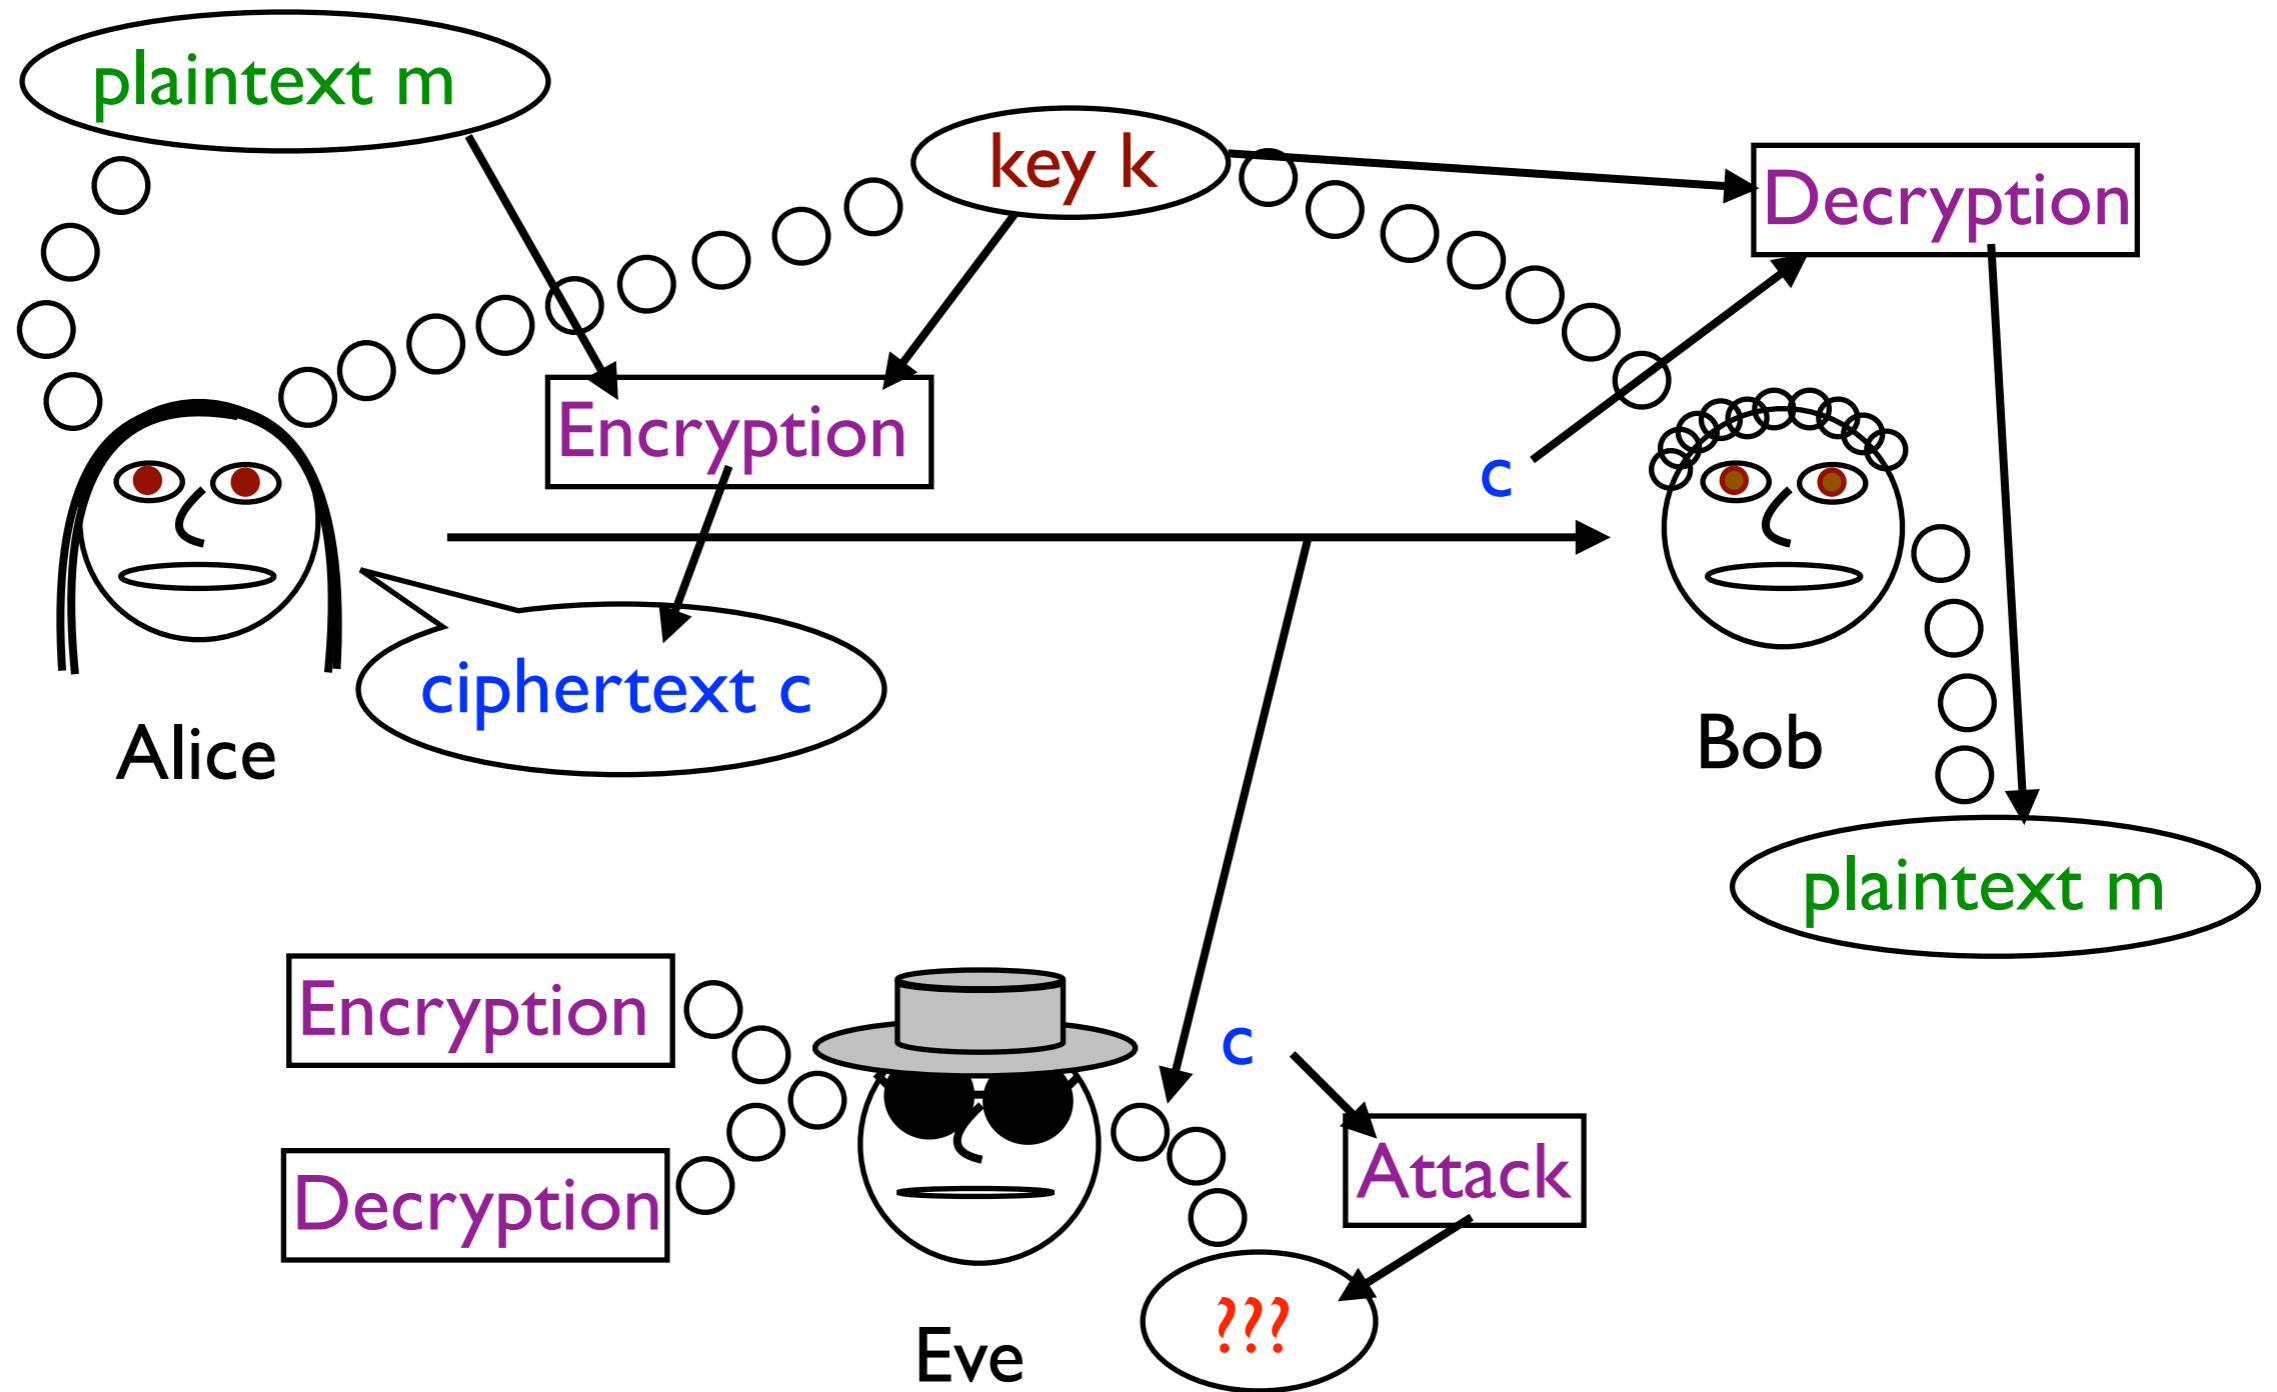 plaintext m
key k
Decryption
Encryption
c
ciphertext c
Alice
Bob
plaintext m
Encryption
c
Decryption
Attack
???
Eve